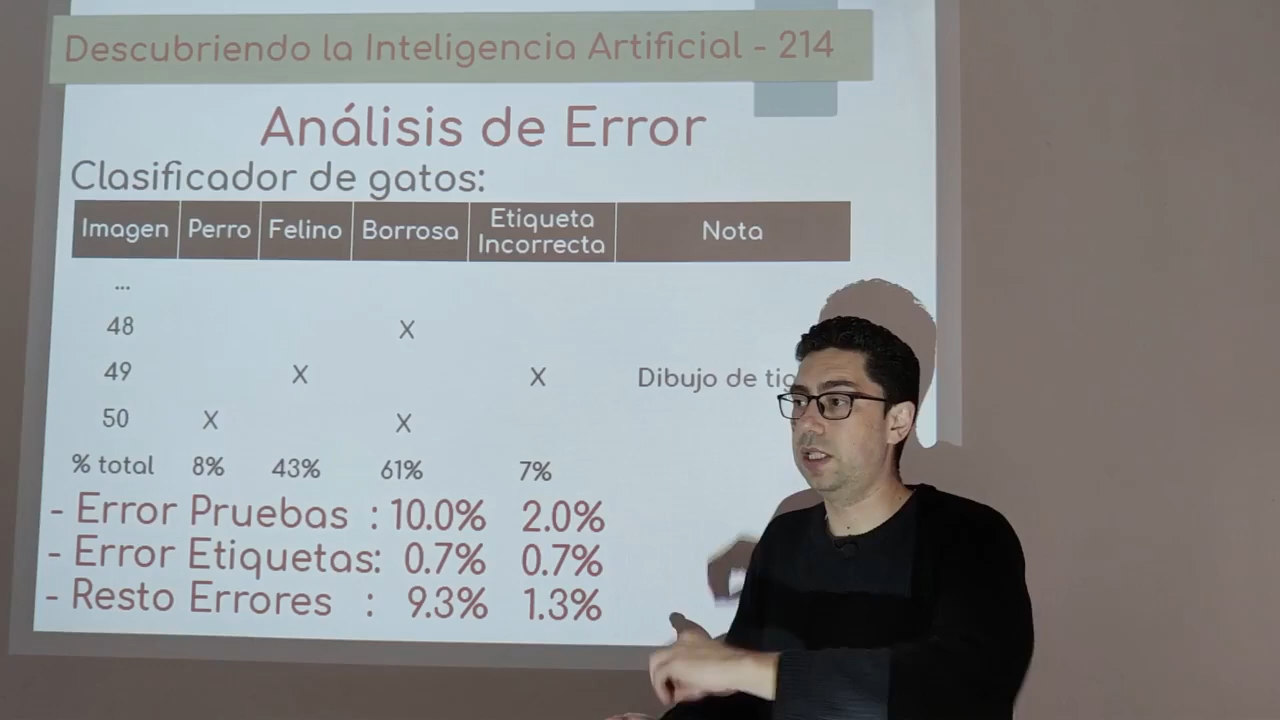 Descubriendo la Inteligencia Artificial - 214
Análisis de Error
Clasificador de gatos:
Imagen Perro Felino Borrosa Etiqueta Incorrecta Nota
...
48 X
49 X X Dibujo de
50 X X
% total 8% 43% 61% 7%
- Error Pruebas : 10.0% 2.0%
- Error Etiquetas: 0.7% 0.7%
- Resto Errores : 9.3% 1.3%